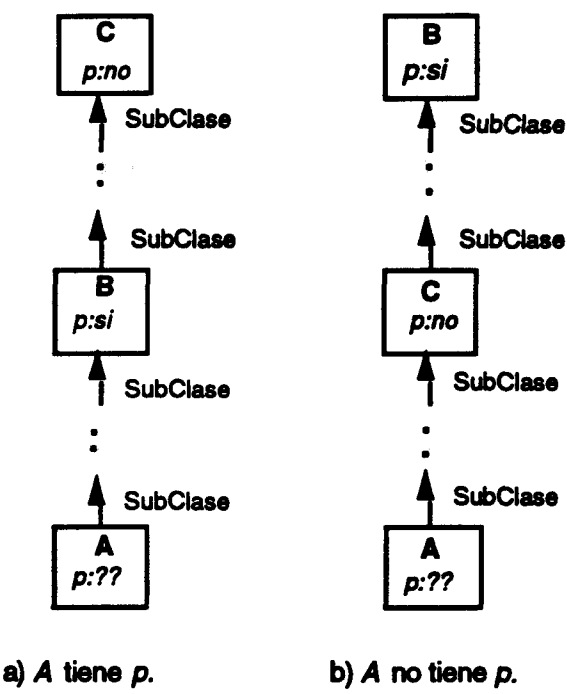 C
p:no
SubClase
SubClase
B
p:si
SubClase
SubClase
A
p:??
a) A tiene p.
B
p:si
SubClase
SubClase
C
p:no
SubClase
SubClase
A
p:??
b) A no tiene p.